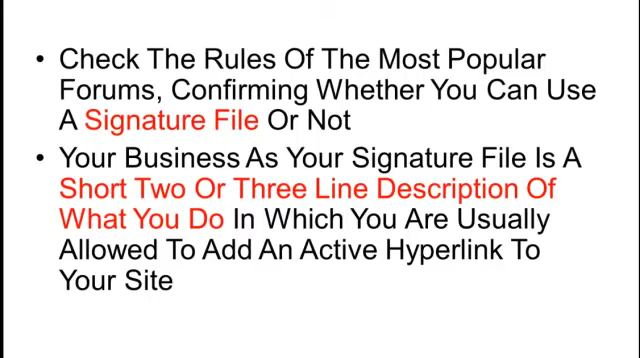 • Check The Rules Of The Most Popular
Forums, Confirming Whether You Can Use
A Signature File Or Not
• Your Business As Your Signature File Is A
Short Two Or Three Line Description Of
What You Do In Which You Are Usually
Allowed To Add An Active Hyperlink To
Your Site